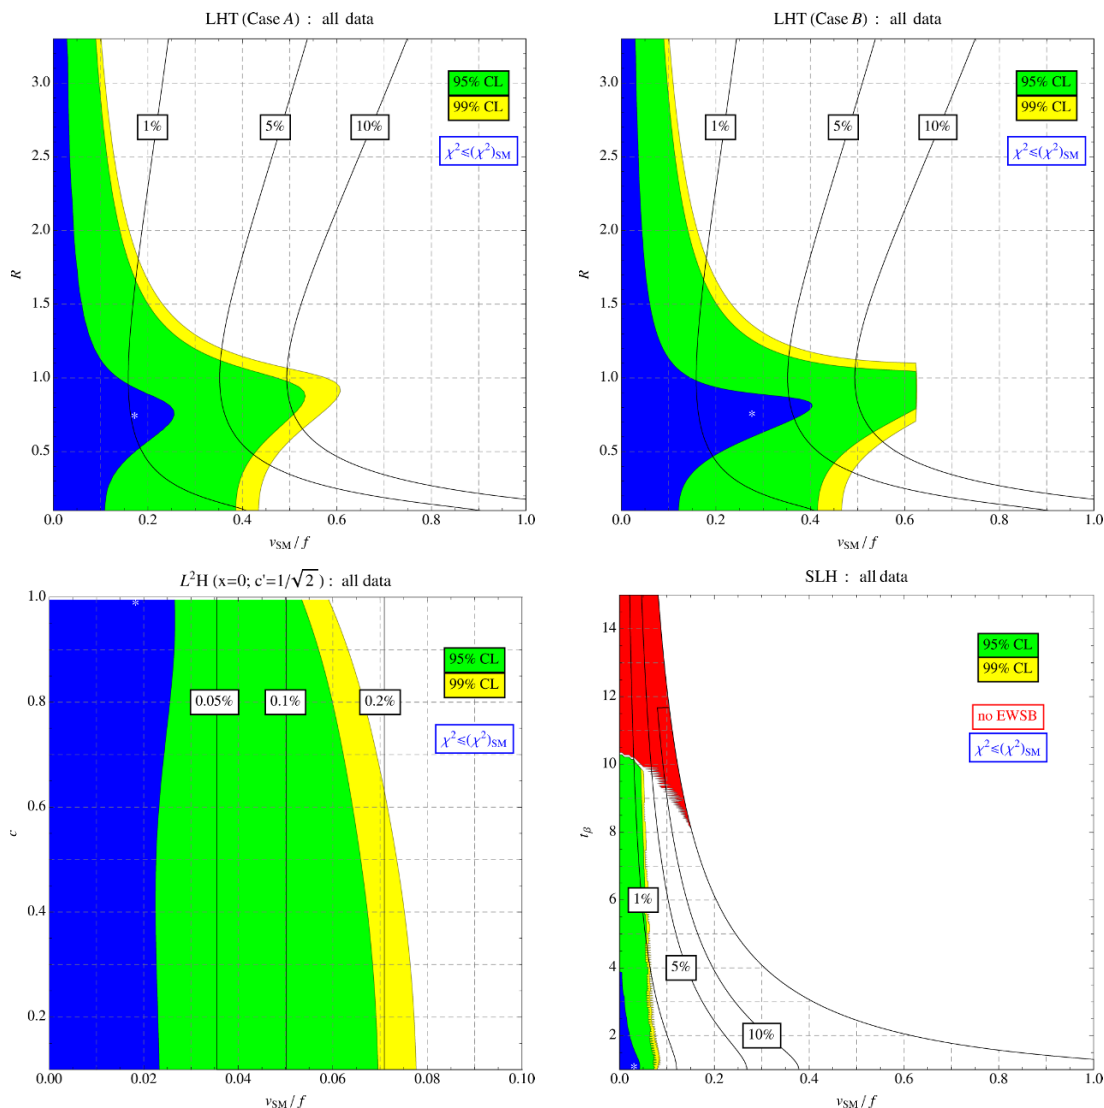 LHT (Case A) : all data
3.0
2.5
2.0
1.5
1.0
0.5
R
95% CL
99% CL
χ²≤(χ²)SM
1%
5%
10%
0.0 0.2 0.4 0.6 0.8 1.0
vSM/f
LHT (Case B) : all data
3.0
2.5
2.0
1.5
1.0
0.5
R
95% CL
99% CL
χ²≤(χ²)SM
1%
5%
10%
0.0 0.2 0.4 0.6 0.8 1.0
vSM/f
L²H (x=0; c'=1/√2) : all data
1.0
0.8
0.6
0.4
0.2
c
95% CL
99% CL
χ²≤(χ²)SM
0.05%
0.1%
0.2%
0.00 0.02 0.04 0.06 0.08 0.10
vSM/f
SLH : all data
14
12
10
8
6
4
2
tβ
95% CL
99% CL
no EWSB
χ²≤(χ²)SM
1%
5%
10%
0.0 0.2 0.4 0.6 0.8 1.0
vSM/f